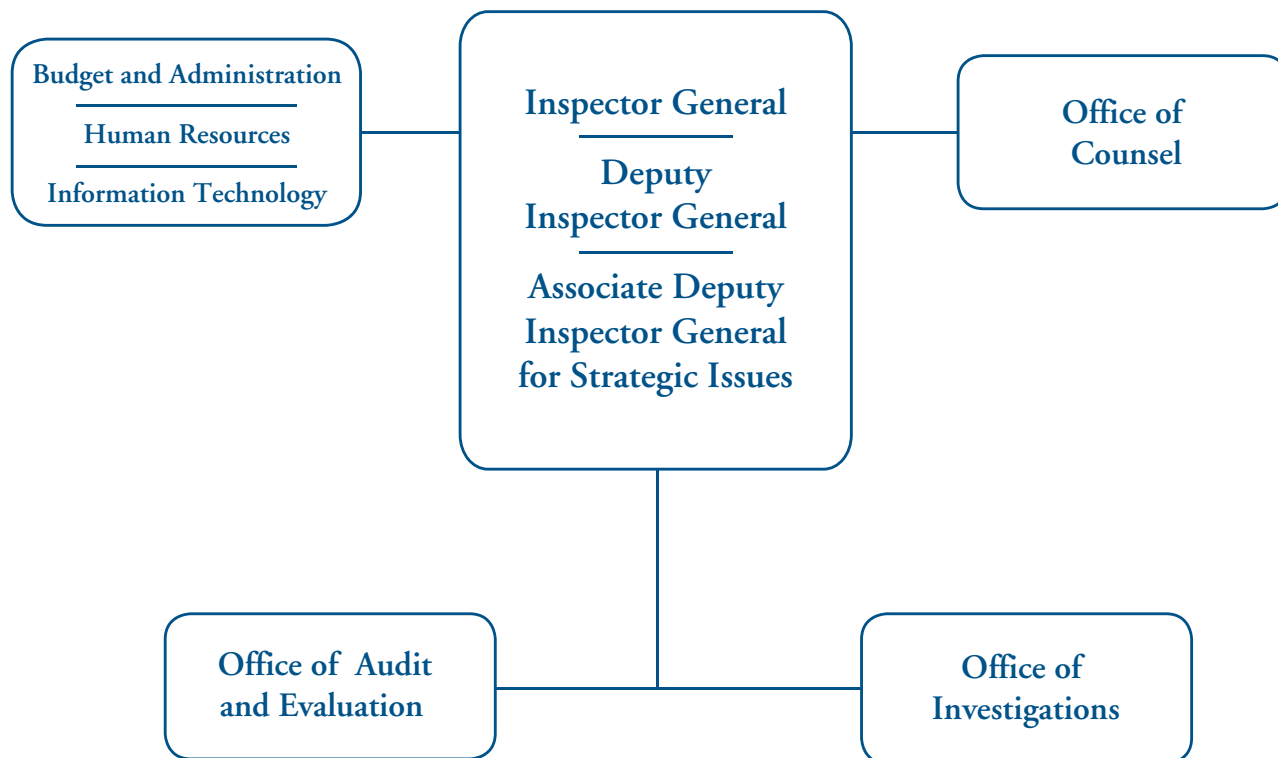 Budget and Administration
Human Resources
Information Technology
Inspector General
Deputy
Inspector General
Associate Deputy
Inspector General
for Strategic Issues
Office of
Counsel
Office of Audit
and Evaluation
Office of
Investigations